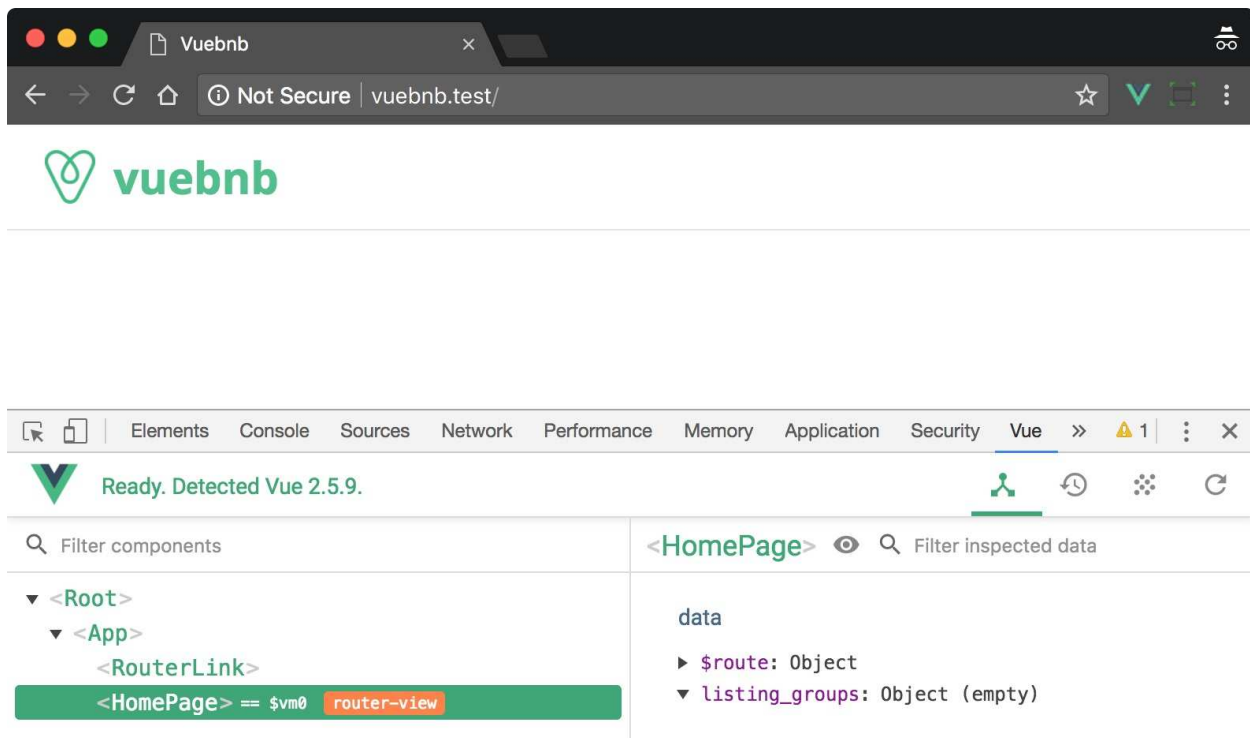 Vuebnb
Not Secure vuebnb.test/
vuebnb
Elements Console Sources Network Performance Memory Application Security Vue » 1
Ready. Detected Vue 2.5.9.
Filter components
<HomePage> Filter inspected data
<Root>
<App>
<RouterLink>
<HomePage> == $vm0 router-view
data
$route: Object
listing_groups: Object (empty)